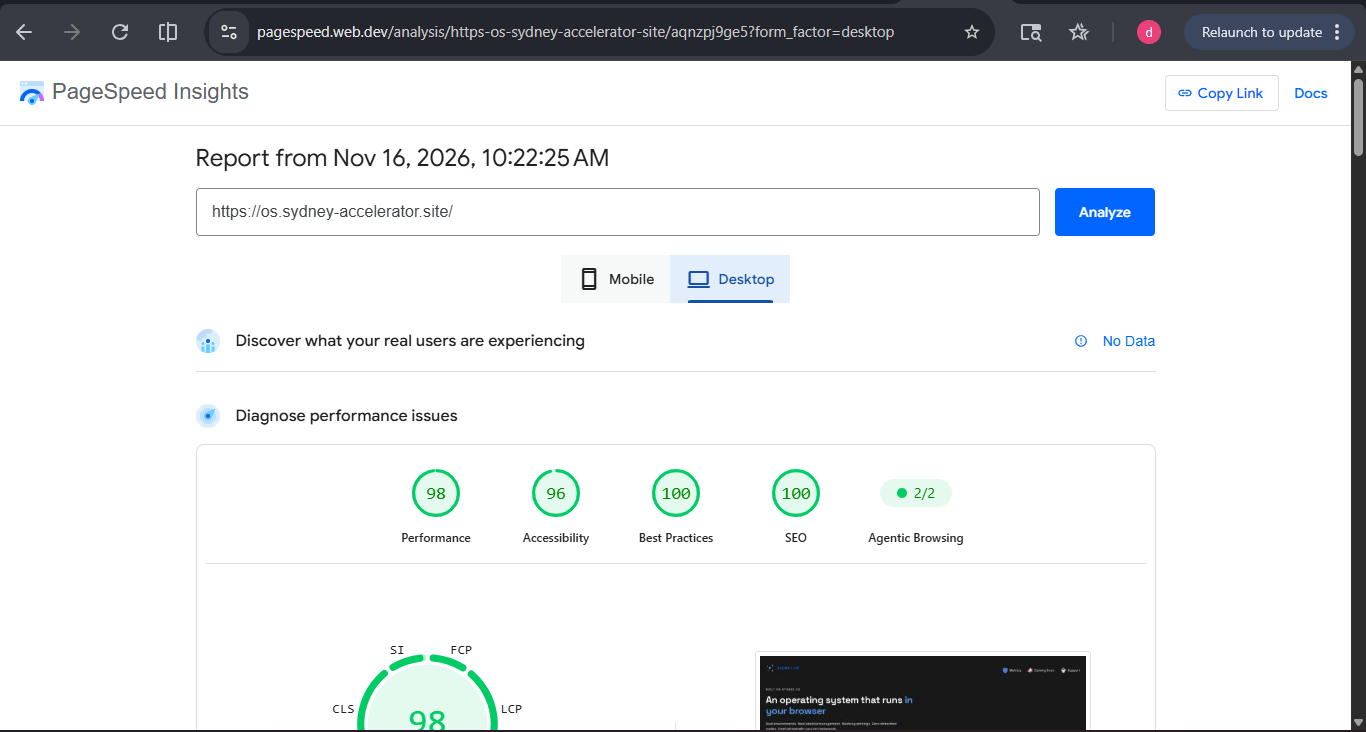 pagespeed.web.dev/analysis/https-os-sydney-accelerator-site/aqnzpj9ge5?form_factor=desktop
d
Relaunch to update
PageSpeed Insights
Copy Link
Docs
Report from Nov 16, 2026, 10:22:25 AM
https://os.sydney-accelerator.site/
Analyze
Mobile
Desktop
Discover what your real users are experiencing
No Data
Diagnose performance issues
98
96
100
100
2/2
Performance
Accessibility
Best Practices
SEO
Agentic Browsing
SI
FCP
CLS
LCP
98
Metrics
Support
An operating system that runs in
your browser